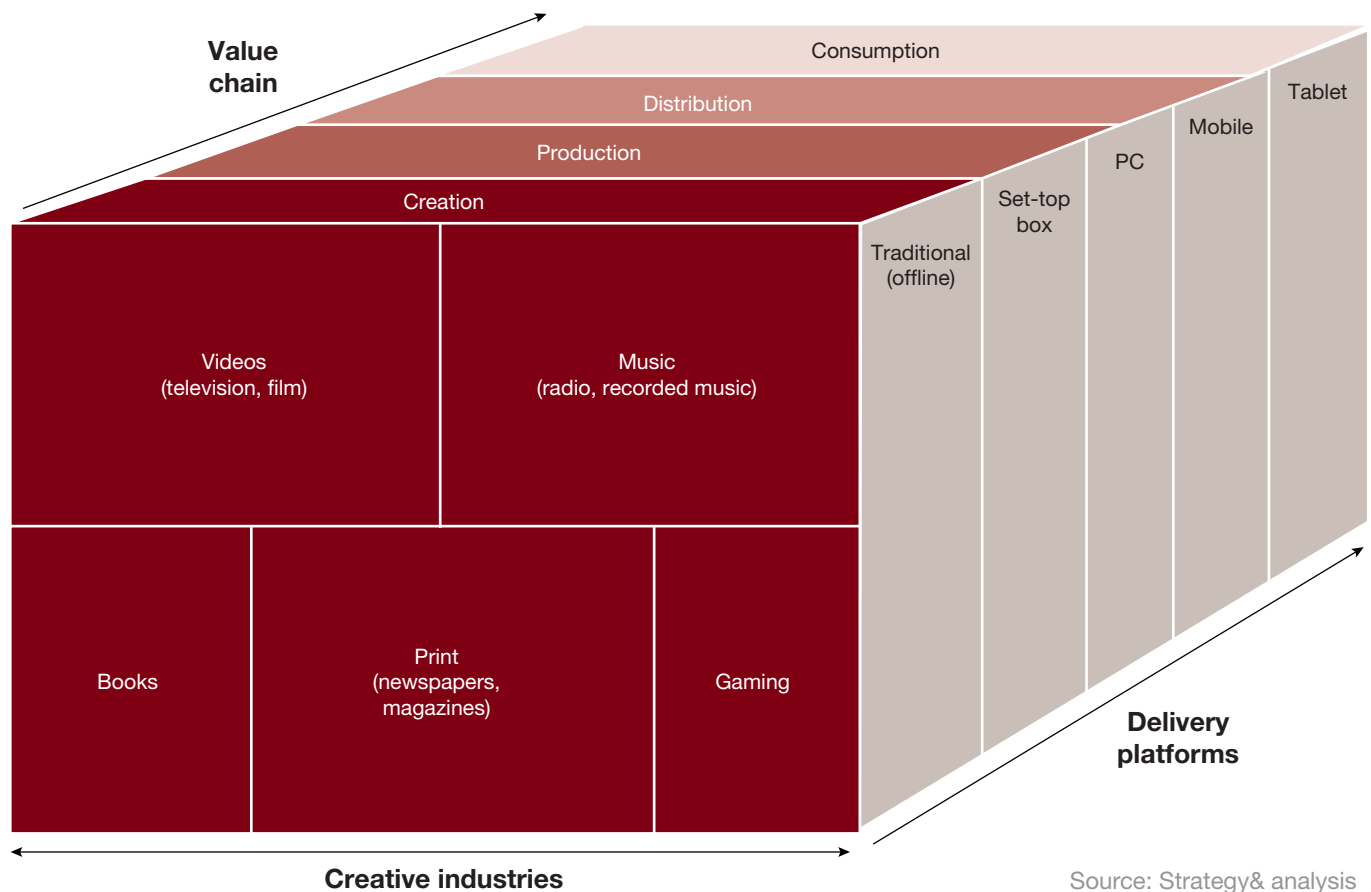 Value
chain
Consumption
Distribution
Production
Creation
Tablet
Mobile
PC
Set-top
box
Traditional
(offline)
Videos
(television, film)
Music
(radio, recorded music)
Books
Print
(newspapers,
magazines)
Gaming
Delivery
platforms
Creative industries
Source: Strategy& analysis